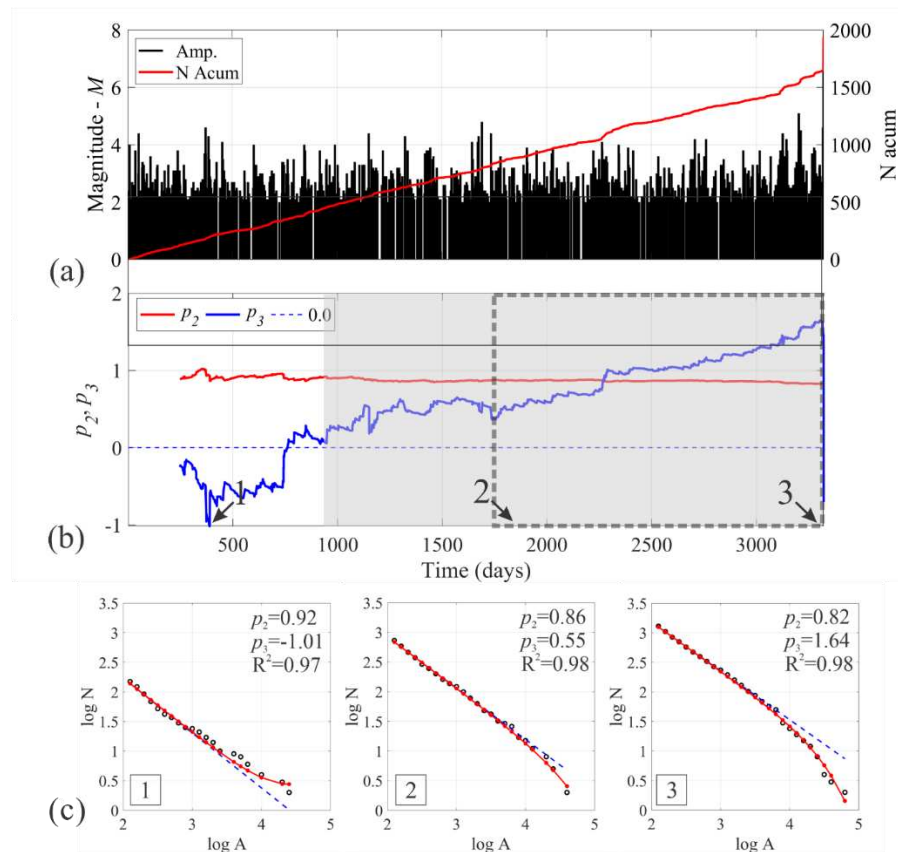 8
6
4
2
0
Magnitude - M
Amp.
N Acum
2000
1500
1000
500
0
N acum
(a)
2
1
0
-1
p2, p3
p2 p3 0.0
1
2
3
500 1000 1500 2000 2500 3000
Time (days)
(b)
3.5
3
2.5
2
1.5
1
0.5
0
log N
p2=0.92
p3=-1.01
R²=0.97
1
2 3 4 5
log A
3.5
3
2.5
2
1.5
1
0.5
0
log N
p2=0.86
p3=0.55
R²=0.98
2
2 3 4 5
log A
3.5
3
2.5
2
1.5
1
0.5
0
log N
p2=0.82
p3=1.64
R²=0.98
3
2 3 4 5
log A
(c)